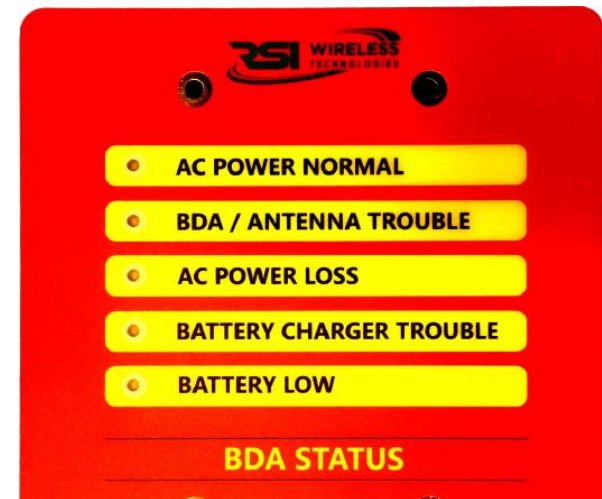 RSI WIRELESS
TECHNOLOGIES
AC POWER NORMAL
BDA / ANTENNA TROUBLE
AC POWER LOSS
BATTERY CHARGER TROUBLE
BATTERY LOW
BDA STATUS